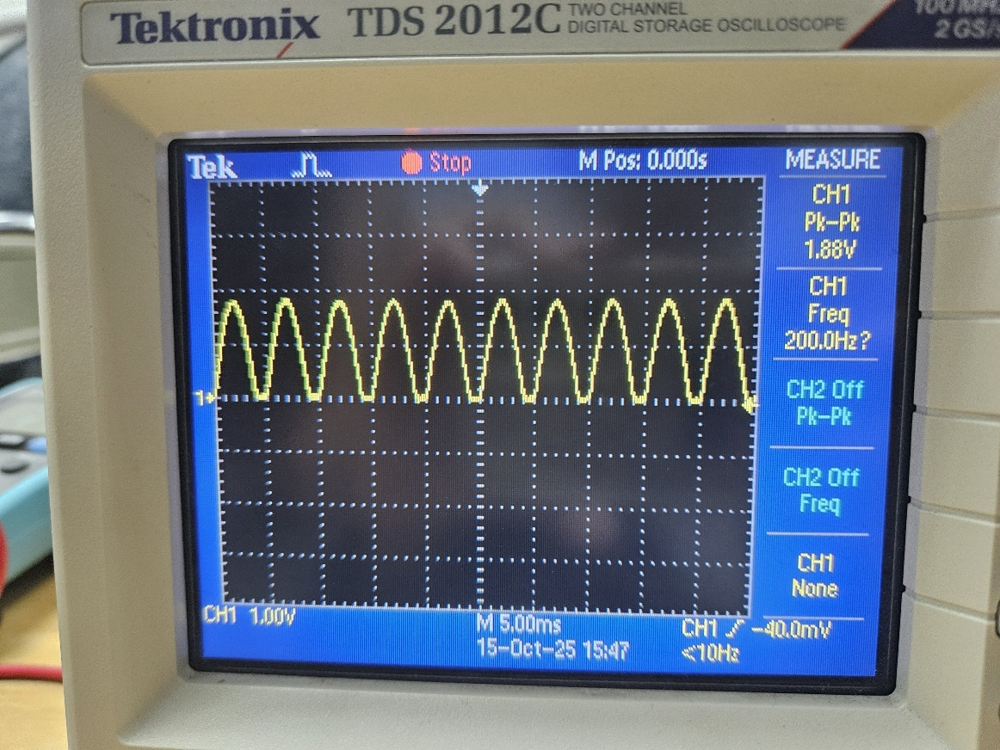 Tektronix TDS 2012C TWO CHANNEL
DIGITAL STORAGE OSCILLOSCOPE
100 MHz
2 GS/s
Tek Stop M Pos: 0.000s MEASURE
CH1
Pk-Pk
1.88V
CH1
Freq
200.0Hz?
CH2 Off
Pk-Pk
CH2 Off
Freq
CH1
None
1
CH1 1.00V M 5.00ms CH1 -40.0mV
15-Oct-25 15:47 <10Hz